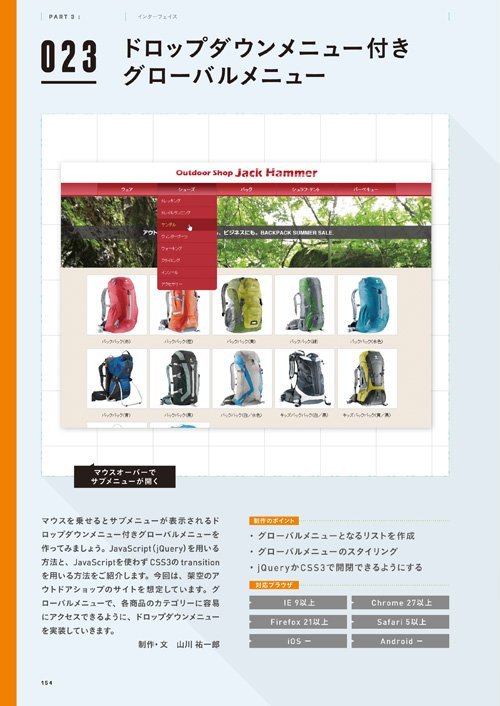 PART 3 :
インターフェイス
023
ドロップダウンメニュー付き
グローバルメニュー
Outdoor Shop Jack Hammer
ウェア シューズ バッグ シュラフ・テント バーベキュー
トレッキング
トレイルランニング
サンダル
ウィンターブーツ
ウォーキング
クライミング
インソール
アクセサリー
アウト
、ビジネスにも。BACKPACK SUMMER SALE.
バックパック(赤) バックパック(橙) バックパック(黄) バックパック(緑) バックパック(水色)
バックパック(青) バックパック(黒) バックパック(白/水色) キッズバックパック(白/黒) キッズバックパック(黄/黒)
マウスオーバーで
サブメニューが開く
マウスを乗せるとサブメニューが表示されるド
ロップダウンメニュー付きグローバルメニューを
作ってみましょう。JavaScript(jQuery)を用いる
方法と、JavaScriptを使わずCSS3のtransition
を用いる方法をご紹介します。今回は、架空のア
ウトドアショップのサイトを想定しています。グ
ローバルメニューで、各商品のカテゴリーに容易
にアクセスできるように、ドロップダウンメニュー
を実装していきます。
制作・文 山川 祐一郎
制作のポイント
・グローバルメニューとなるリストを作成
・グローバルメニューのスタイリング
・jQueryかCSS3で開閉できるようにする
対応ブラウザ
IE 9以上 Chrome 27以上
Firefox 21以上 Safari 5以上
iOS ー Android ー
154